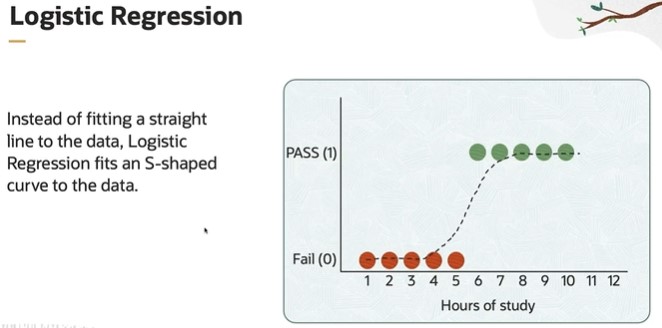 Logistic Regression
Instead of fitting a straight
line to the data, Logistic
Regression fits an S-shaped
curve to the data.
PASS (1)
Fail (0)
1 2 3 4 5 6 7 8 9 10 11 12
Hours of study